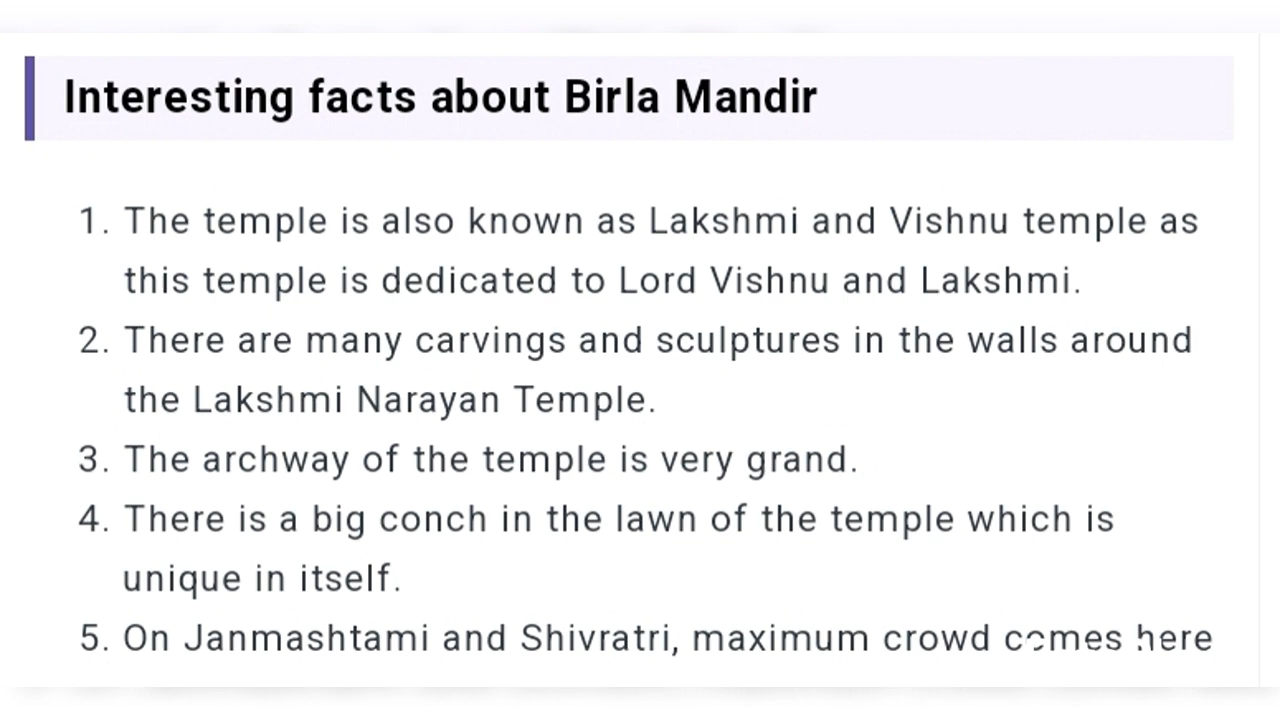 Interesting facts about Birla Mandir
1. The temple is also known as Lakshmi and Vishnu temple as
this temple is dedicated to Lord Vishnu and Lakshmi.
2. There are many carvings and sculptures in the walls around
the Lakshmi Narayan Temple.
3. The archway of the temple is very grand.
4. There is a big conch in the lawn of the temple which is
unique in itself.
5. On Janmashtami and Shivratri, maximum crowd comes here